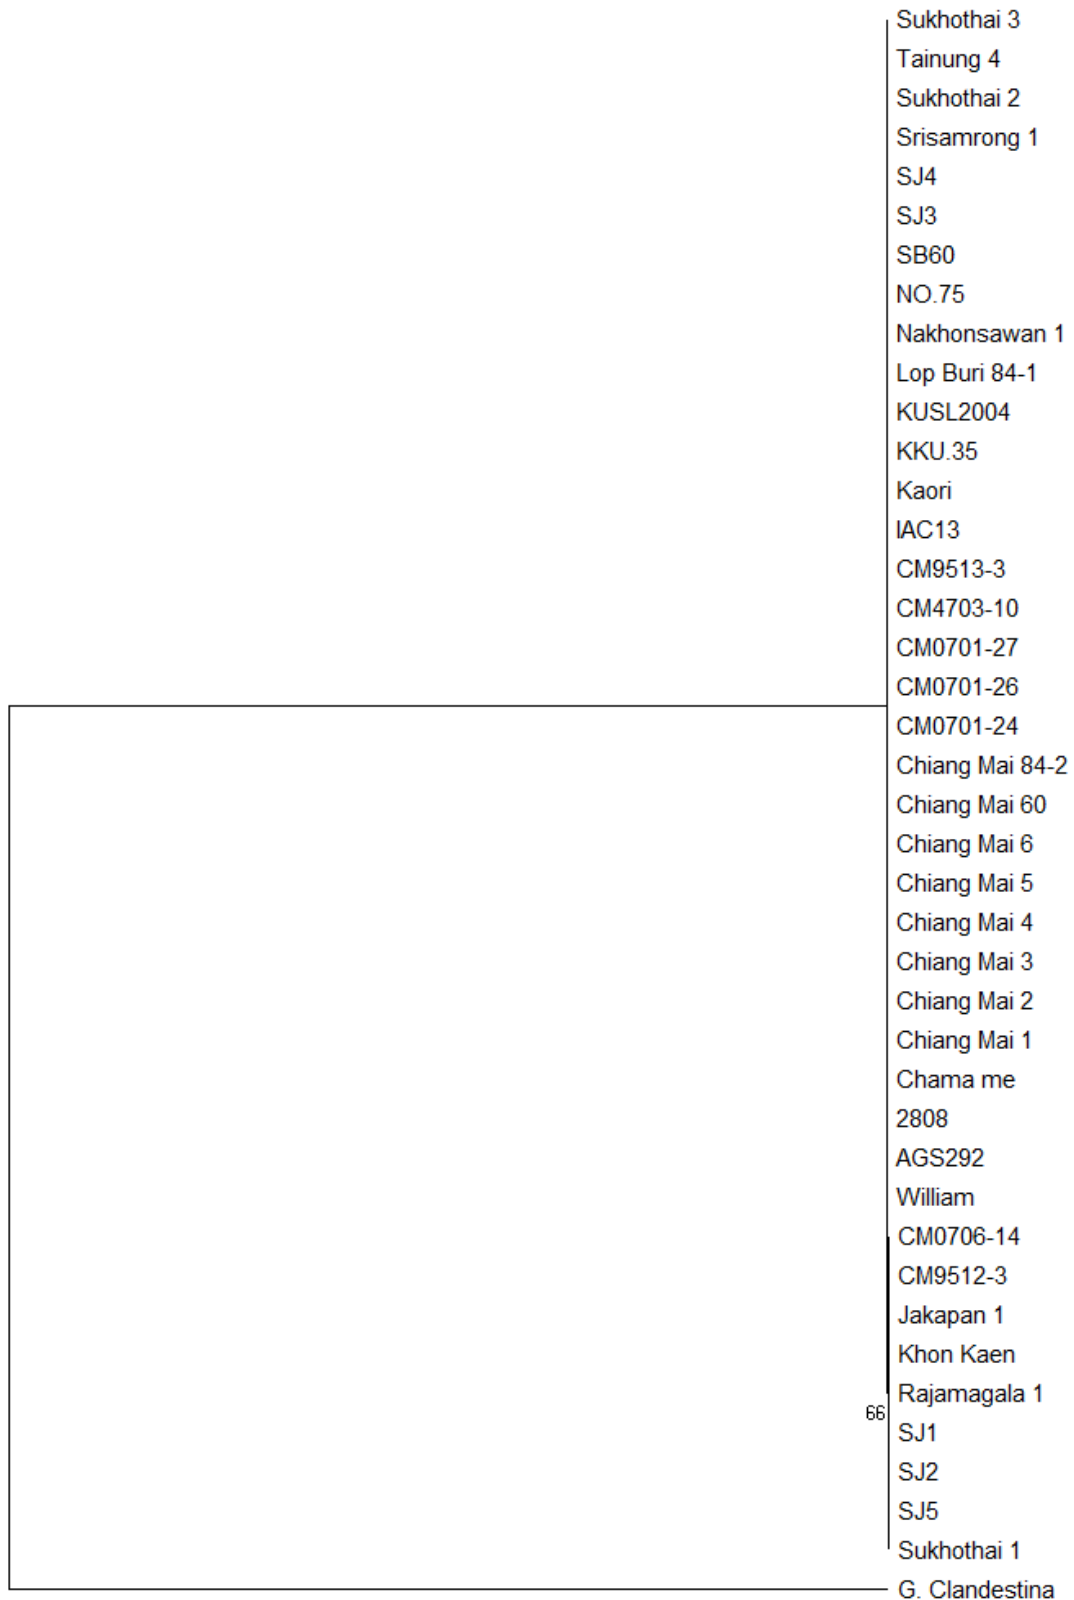 Sukhothai 3
Tainung 4
Sukhothai 2
Srisamrong 1
SJ4
SJ3
SB60
NO.75
Nakhonsawan 1
Lop Buri 84-1
KUSL2004
KKU.35
Kaori
IAC13
CM9513-3
CM4703-10
CM0701-27
CM0701-26
CM0701-24
Chiang Mai 84-2
Chiang Mai 60
Chiang Mai 6
Chiang Mai 5
Chiang Mai 4
Chiang Mai 3
Chiang Mai 2
Chiang Mai 1
Chama me
2808
AGS292
William
CM0706-14
CM9512-3
Jakapan 1
Khon Kaen
Rajamagala 1
66
SJ1
SJ2
SJ5
Sukhothai 1
G. Clandestina